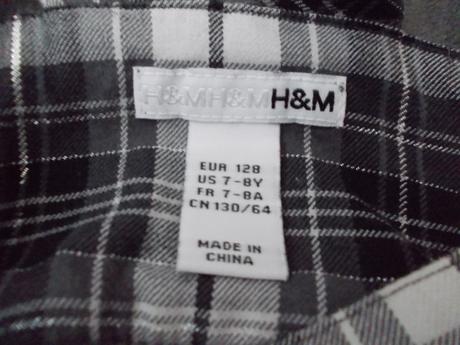 H&MH&MH&M
EUR 128
US 7-8Y
FR 7-8A
CN 130/64
MADE IN
CHINA